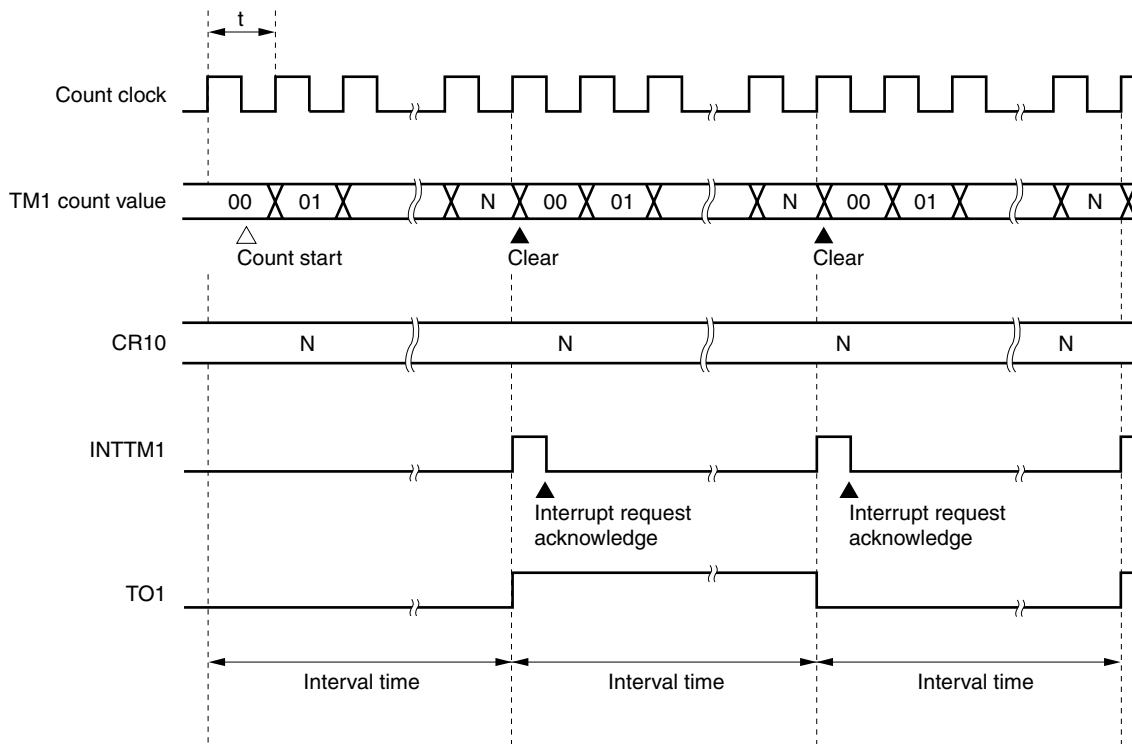 t
Count clock
TM1 count value
00 01 N 00 01 N 00 01 N
Count start Clear Clear
CR10
N N N N
INTTM1
Interrupt request
acknowledge
Interrupt request
acknowledge
TO1
Interval time Interval time Interval time